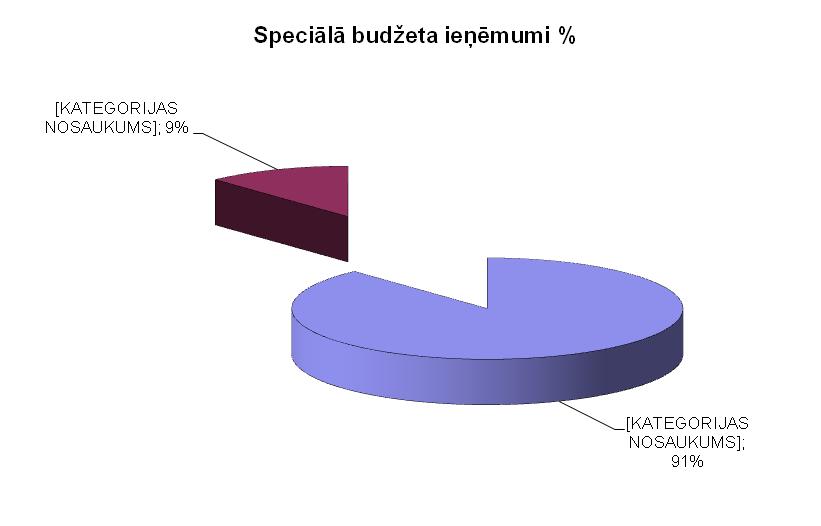 Speciālā budžeta ieņēmumi %
[KATEGORIJAS
NOSAUKUMS]; 9%
[KATEGORIJAS
NOSAUKUMS];
91%